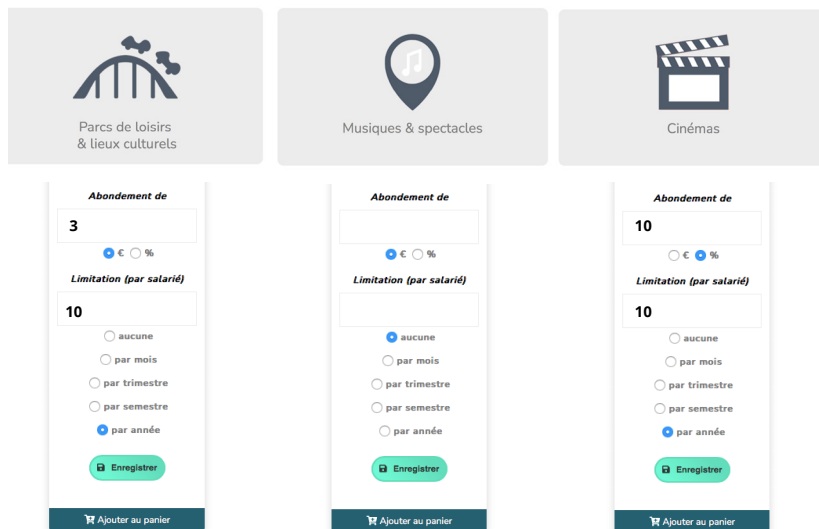 Parcs de loisirs
& lieux culturels
Musiques & spectacles
Cinémas
Abondement de
3
€ %
Limitation (par salarié)
10
aucune
par mois
par trimestre
par semestre
par année
Enregistrer
Ajouter au panier
Abondement de
€ %
Limitation (par salarié)
aucune
par mois
par trimestre
par semestre
par année
Enregistrer
Ajouter au panier
Abondement de
10
€ %
Limitation (par salarié)
10
aucune
par mois
par trimestre
par semestre
par année
Enregistrer
Ajouter au panier